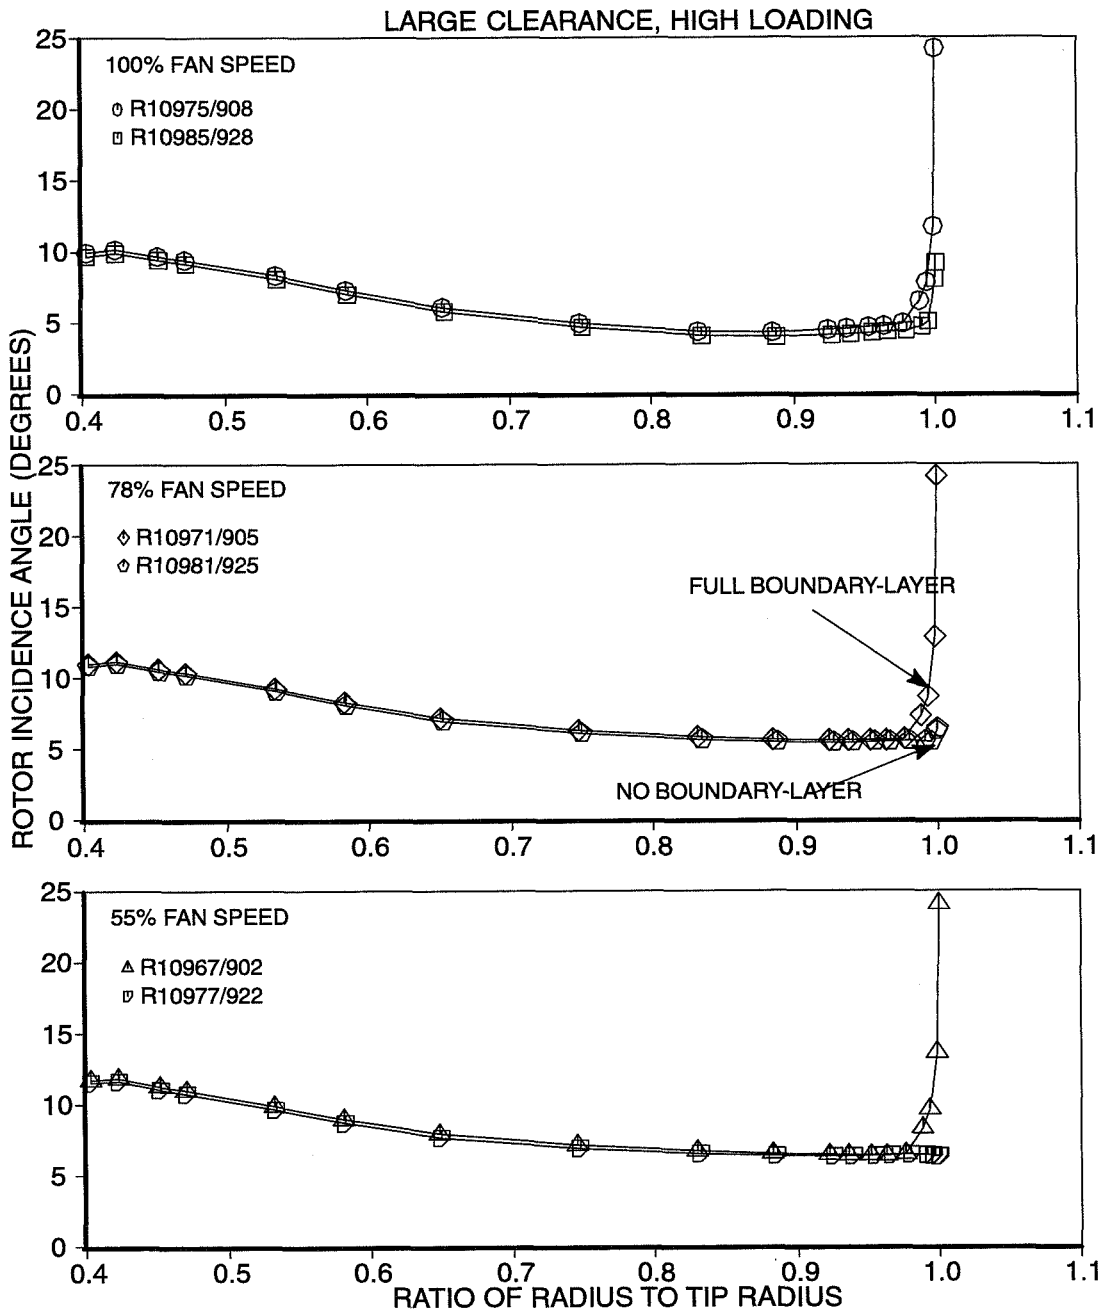 LARGE CLEARANCE, HIGH LOADING
ROTOR INCIDENCE ANGLE (DEGREES)
25
20
15
10
5
0
100% FAN SPEED
R10975/908
R10985/928
0.4 0.5 0.6 0.7 0.8 0.9 1.0 1.1
25
20
15
10
5
0
78% FAN SPEED
R10971/905
R10981/925
FULL BOUNDARY-LAYER
NO BOUNDARY-LAYER
0.4 0.5 0.6 0.7 0.8 0.9 1.0 1.1
25
20
15
10
5
0
55% FAN SPEED
R10967/902
R10977/922
0.4 0.5 0.6 0.7 0.8 0.9 1.0 1.1
RATIO OF RADIUS TO TIP RADIUS